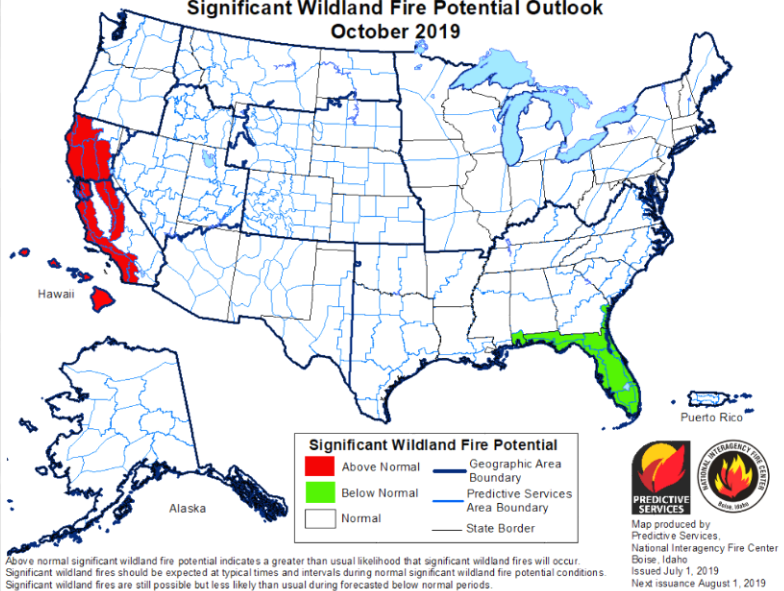 Significant Wildland Fire Potential Outlook
October 2019
Hawaii
Alaska
Puerto Rico
Significant Wildland Fire Potential
Above Normal
Below Normal
Normal
Geographic Area
Boundary
Predictive Services
Area Boundary
State Border
PREDICTIVE
SERVICES
NATIONAL INTERAGENCY FIRE CENTER
Boise, Idaho
Map produced by
Predictive Services,
National Interagency Fire Center
Boise, Idaho
Issued July 1, 2019
Next issuance August 1, 2019
Above normal significant wildland fire potential indicates a greater than usual likelihood that significant fires will occur.
Significant wildland fires should be expected at typical times and intervals during normal significant wildland fire potential conditions.
Significant wildland fires are still possible but less likely than usual during forecasted below normal periods.